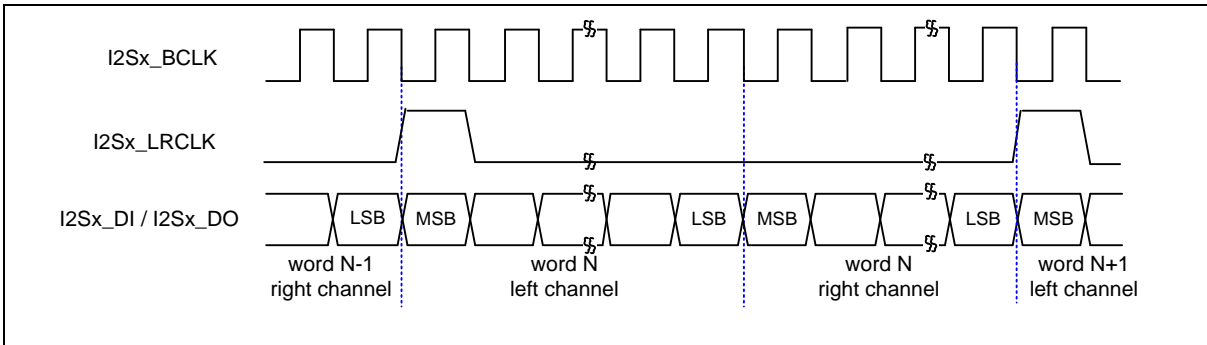 I2Sx_BCLK
I2Sx_LRCLK
I2Sx_DI / I2Sx_DO
LSB MSB LSB MSB LSB MSB
word N-1 word N word N word N+1
right channel left channel right channel left channel